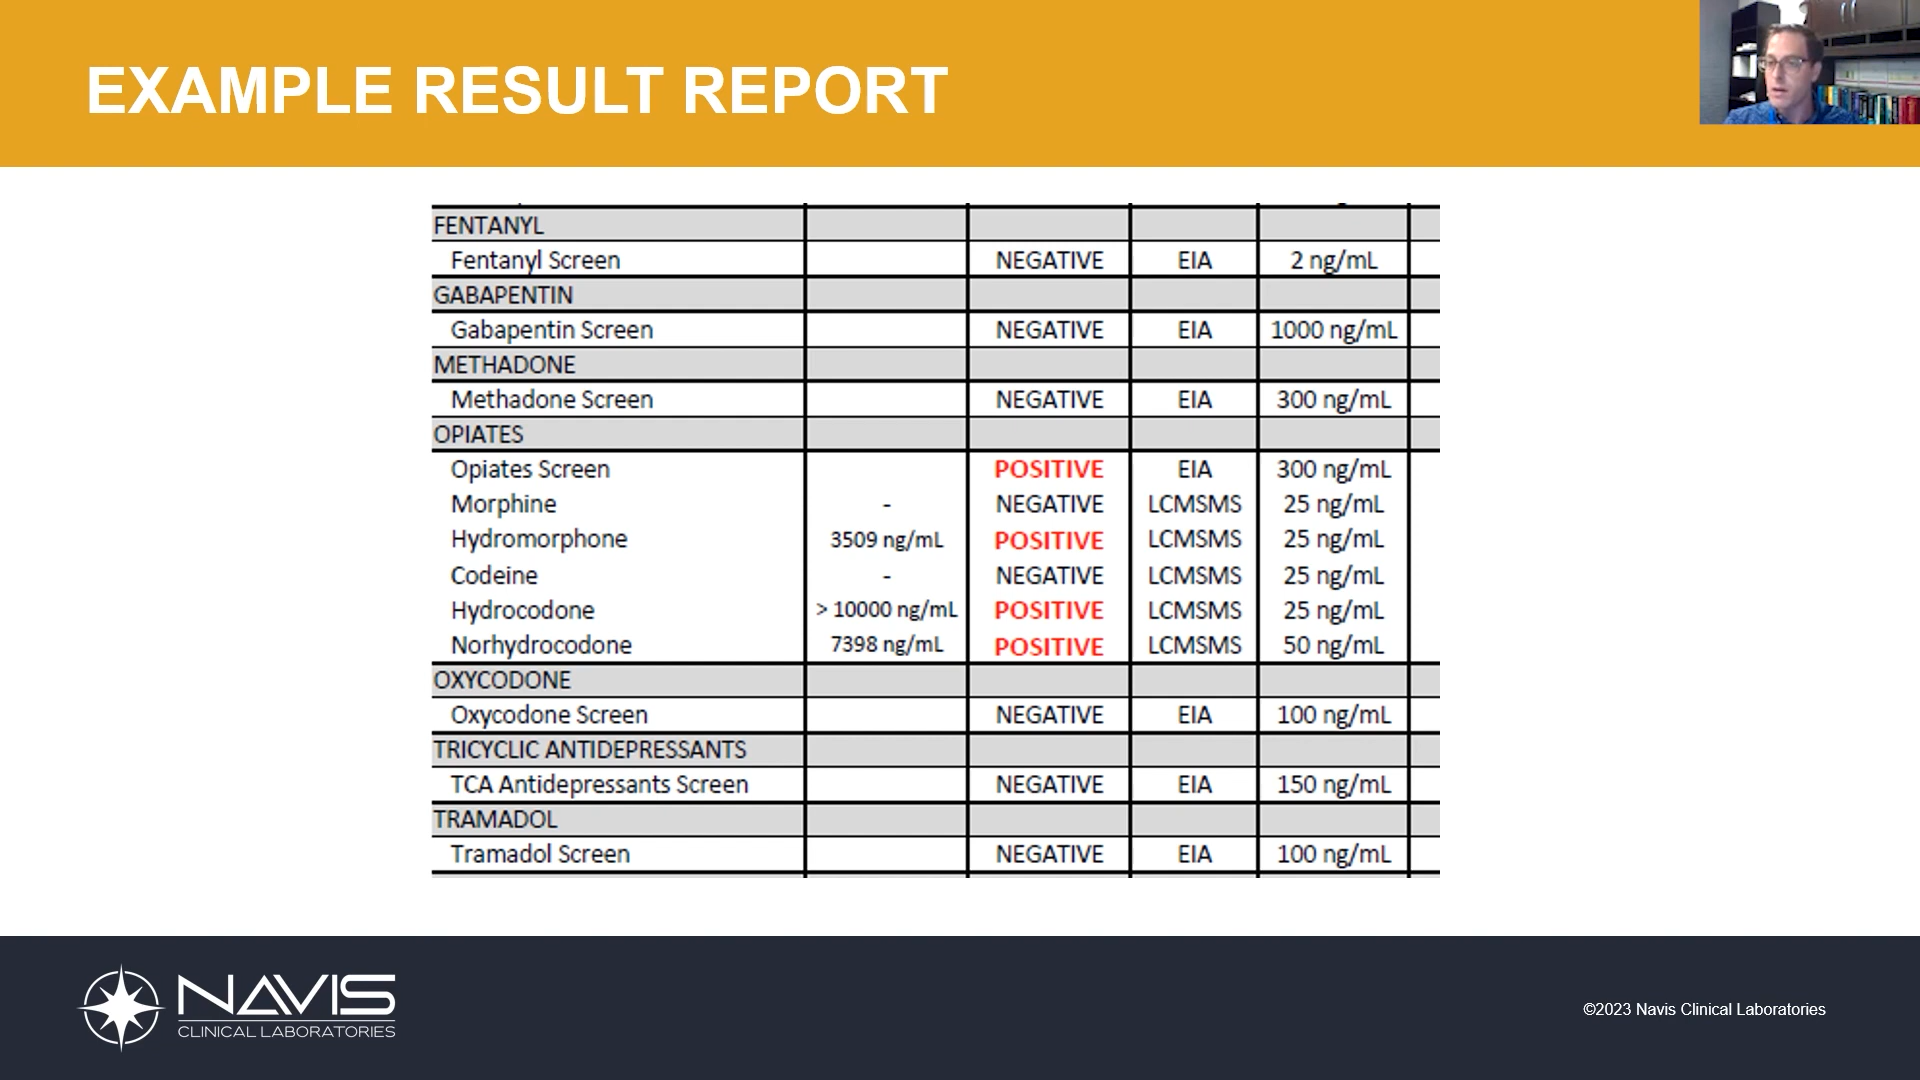 EXAMPLE RESULT REPORT
FENTANYL
Fentanyl Screen NEGATIVE EIA 2 ng/mL
GABAPENTIN
Gabapentin Screen NEGATIVE EIA 1000 ng/mL
METHADONE
Methadone Screen NEGATIVE EIA 300 ng/mL
OPIATES
Opiates Screen POSITIVE EIA 300 ng/mL
Morphine - NEGATIVE LCMSMS 25 ng/mL
Hydromorphone 3509 ng/mL POSITIVE LCMSMS 25 ng/mL
Codeine - NEGATIVE LCMSMS 25 ng/mL
Hydrocodone > 10000 ng/mL POSITIVE LCMSMS 25 ng/mL
Norhydrocodone 7398 ng/mL POSITIVE LCMSMS 50 ng/mL
OXYCODONE
Oxycodone Screen NEGATIVE EIA 100 ng/mL
TRICYCLIC ANTIDEPRESSANTS
TCA Antidepressants Screen NEGATIVE EIA 150 ng/mL
TRAMADOL
Tramadol Screen NEGATIVE EIA 100 ng/mL
NAVIS
CLINICAL LABORATORIES
©2023 Navis Clinical Laboratories